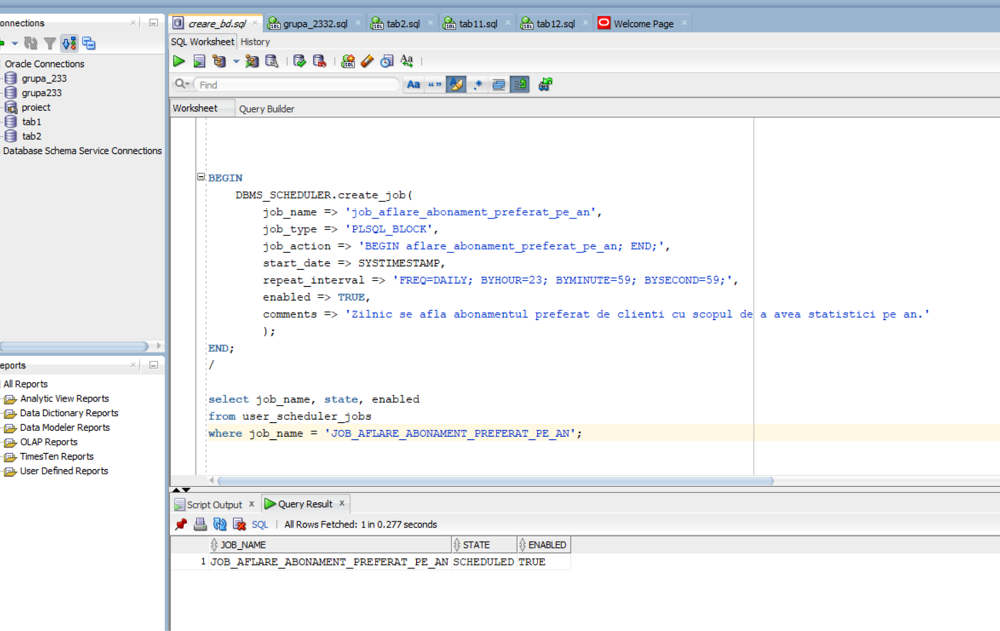 onnections
Oracle Connections
grupa_233
grupa233
proiect
tab1
tab2
Database Schema Service Connections
eports
All Reports
Analytic View Reports
Data Dictionary Reports
Data Modeler Reports
OLAP Reports
TimesTen Reports
User Defined Reports
creare_bd.sql
grupa_2332.sql
tab2.sql
tab11.sql
tab12.sql
Welcome Page
SQL Worksheet History
Find
Aa “ ” .*
Worksheet Query Builder
BEGIN
DBMS_SCHEDULER.create_job(
job_name => 'job_aflare_abonament_preferat_pe_an',
job_type => 'PLSQL_BLOCK',
job_action => 'BEGIN aflare_abonament_preferat_pe_an; END;',
start_date => SYSTIMESTAMP,
repeat_interval => 'FREQ=DAILY; BYHOUR=23; BYMINUTE=59; BYSECOND=59;',
enabled => TRUE,
comments => 'Zilnic se afla abonamentul preferat de clienti cu scopul de a avea statistici pe an.'
);
END;
/
select job_name, state, enabled
from user_scheduler_jobs
where job_name = 'JOB_AFLARE_ABONAMENT_PREFERAT_PE_AN';
Script Output x Query Result x
SQL | All Rows Fetched: 1 in 0.277 seconds
JOB_NAME STATE ENABLED
1 JOB_AFLARE_ABONAMENT_PREFERAT_PE_AN SCHEDULED TRUE